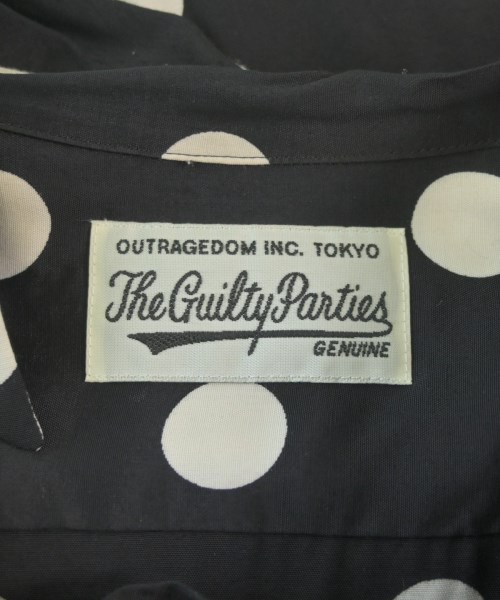 OUTRAGEDOM INC. TOKYO
The Guilty Parties
GENUINE